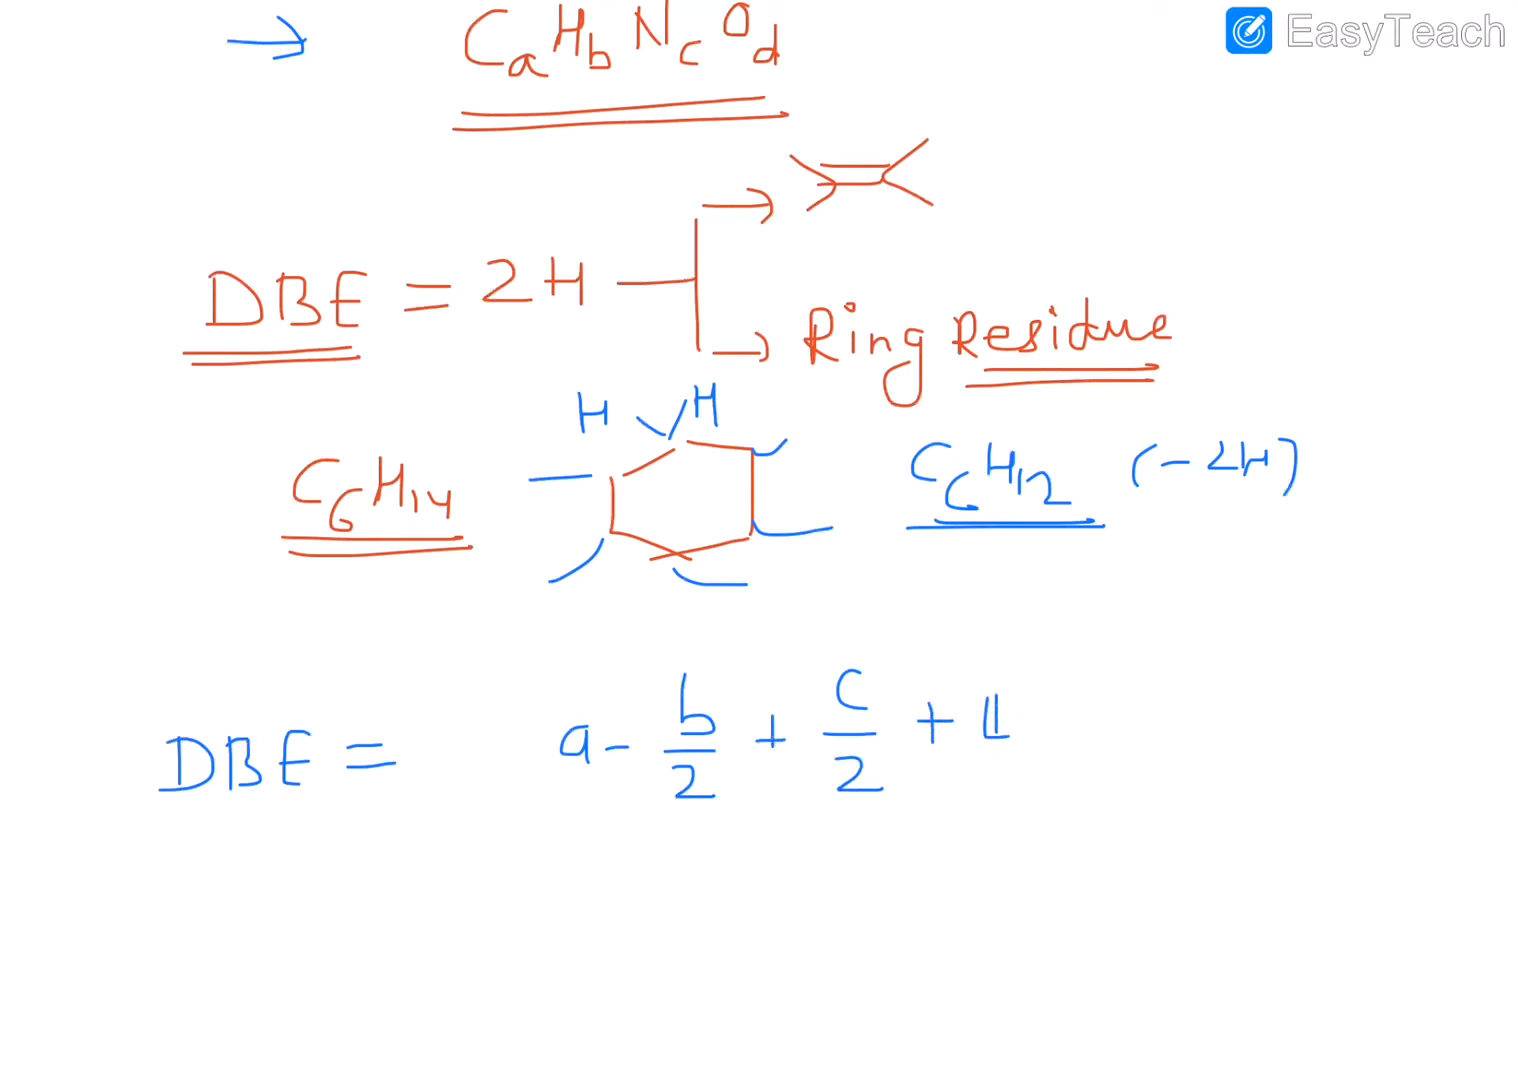 EasyTeach
→ CaHbNcOd
DBE = 2H
Ring Residue
H H
C6H14
C6H12 (-2H)
DBE = a - b/2 + c/2 + 1